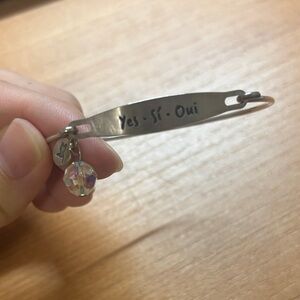 Yes · Sí · Oui